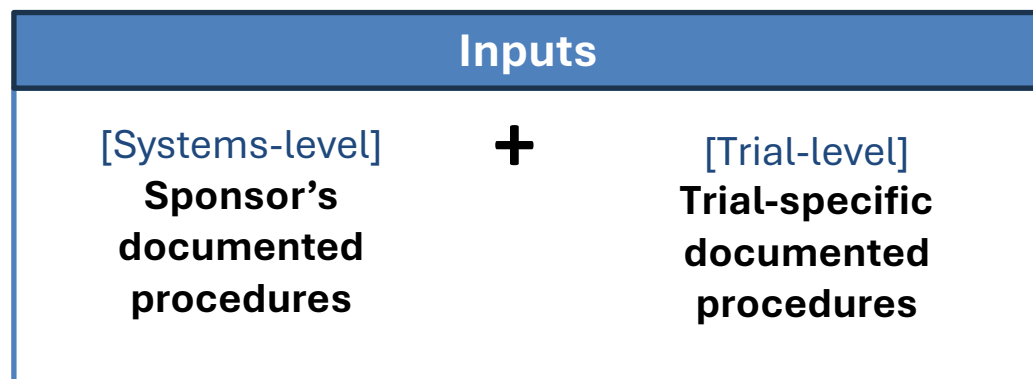 Inputs
[Systems-level]
Sponsor’s
documented
procedures
+
[Trial-level]
Trial-specific
documented
procedures